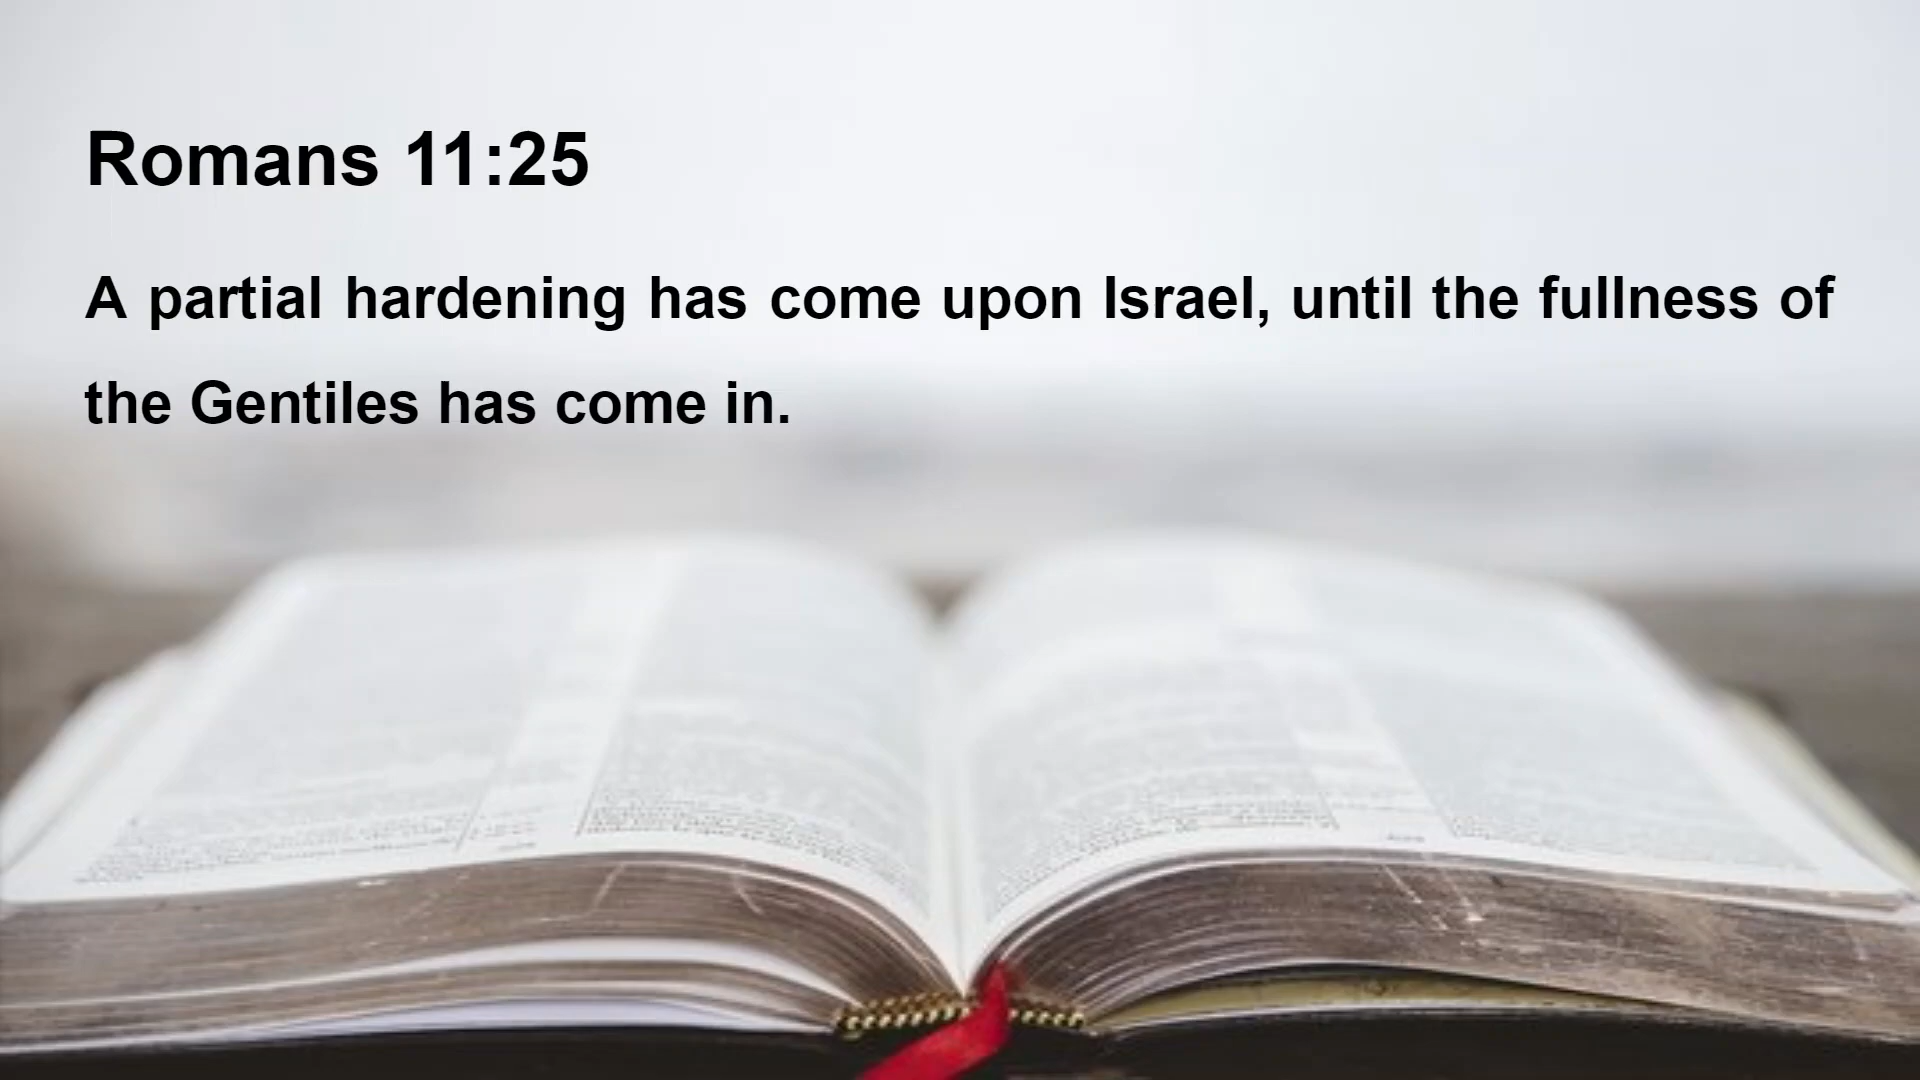 Romans 11:25
A partial hardening has come upon Israel, until the fullness of
the Gentiles has come in.